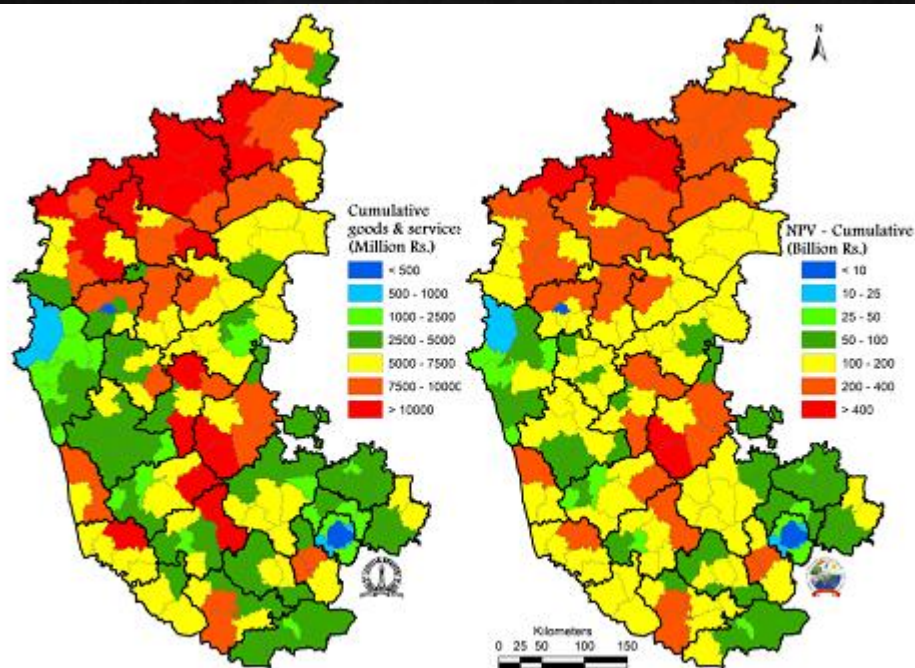 N
Cumulative
goods & services
(Million Rs.)
< 500
500 - 1000
1000 - 2500
2500 - 5000
5000 - 7500
7500 - 10000
> 10000
NPV - Cumulative
(Billion Rs.)
< 10
10 - 25
25 - 50
50 - 100
100 - 200
200 - 400
> 400
Kilometers
0 25 50 100 150